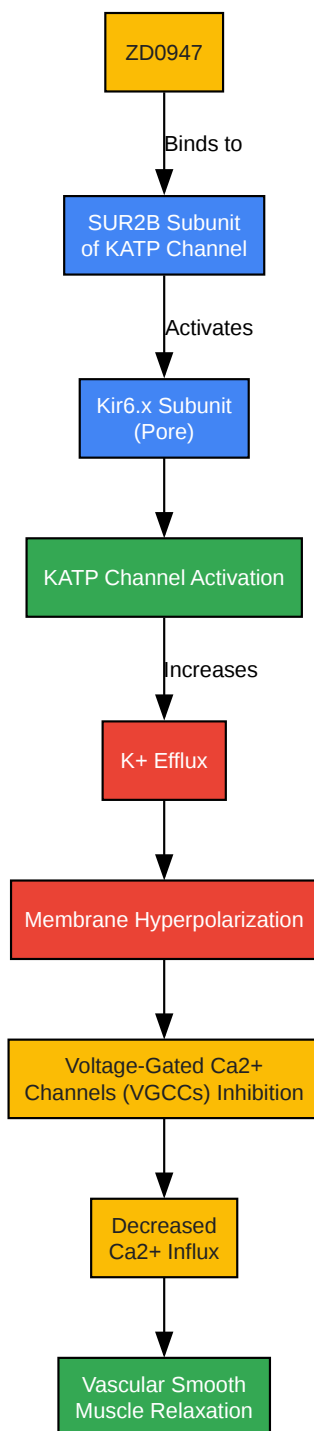 ZD0947
Binds to
SUR2B Subunit
of KATP Channel
Activates
Kir6.x Subunit
(Pore)
KATP Channel Activation
Increases
K+ Efflux
Membrane Hyperpolarization
Voltage-Gated Ca2+
Channels (VGCCs) Inhibition
Decreased
Ca2+ Influx
Vascular Smooth
Muscle Relaxation